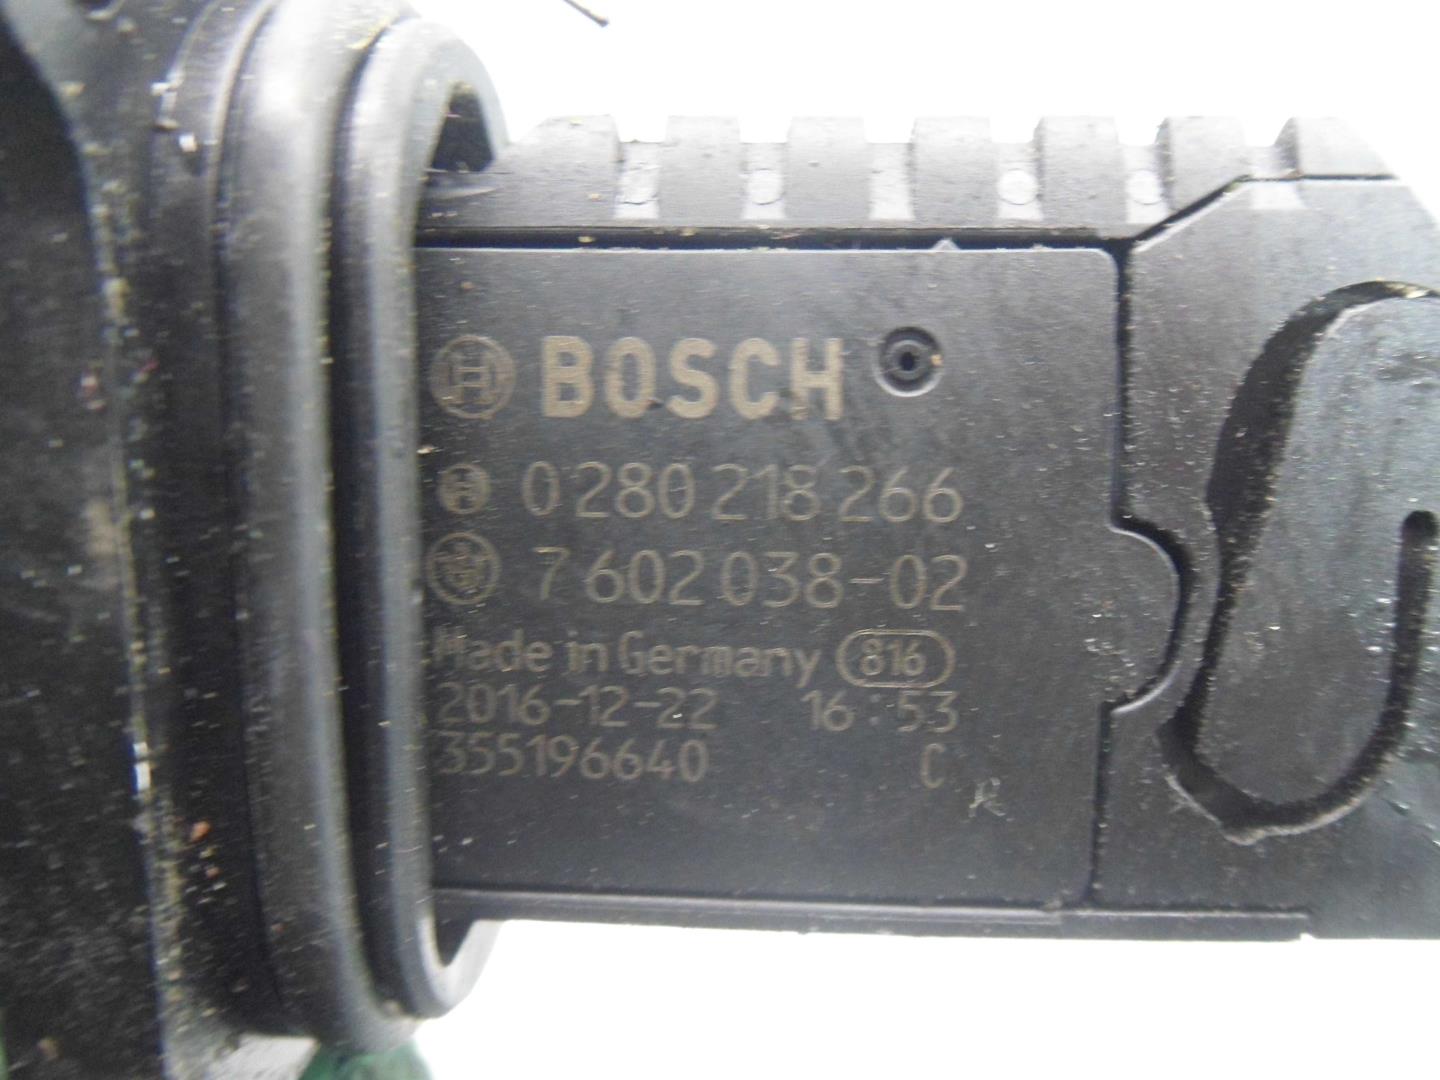 BOSCH
0 280 218 266
7 602 038-02
Made in Germany 816
2016-12-22 16:53
355196640 C